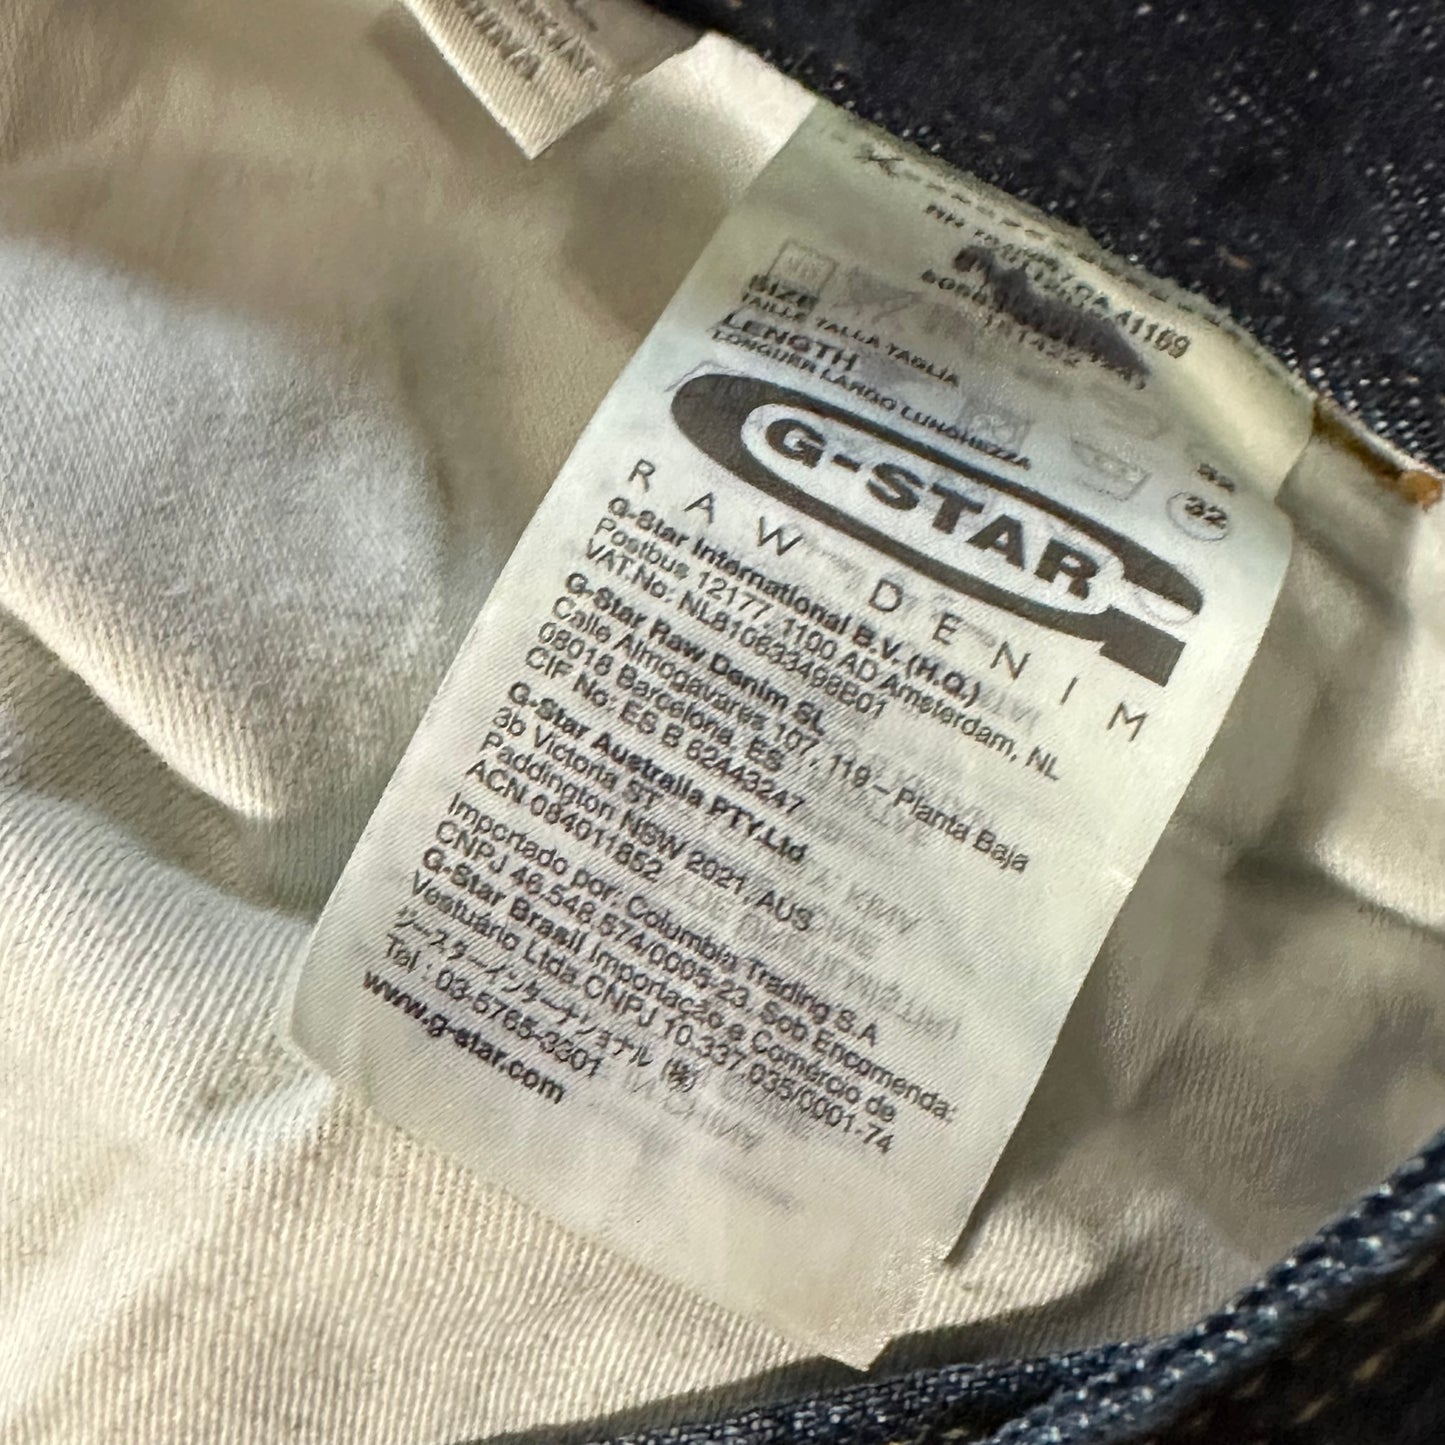 RN
CA 41169
SIZE
TAILLE TALLA TAGLIA
LENGTH
LONGUER LARGO LUNGHEZZA
32
32
G-STAR
RAW DENIM
G-Star International B.V. (H.Q.)
Postbus 12177, 1100 AD Amsterdam, NL
VAT.No: NL810633498B01
G-Star Raw Denim SL
Calle Almogavares 107, 119 – Planta Baja
08018 Barcelona, ES
CIF No: ES B 62443247
G-Star Australia PTY.Ltd
3b Victoria ST
Paddington NSW 2021, AUS
ACN 084011852
Importado por: Columbia Trading S.A
CNPJ 46.548.574/0005-23, Sob Encomenda:
G-Star Brasil Importação e Comércio de
Vestuário Ltda.CNPJ 10.337.035/0001-74
ジースターインターナショナル (株)
Tel : 03-5765-3301
www.g-star.com